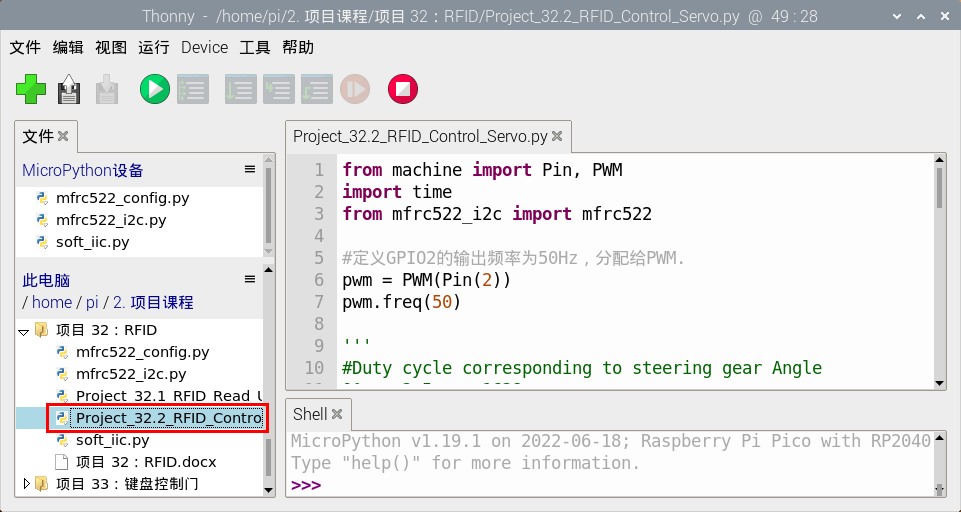 Thonny - /home/pi/2. 项目课程/项目 32：RFID/Project_32.2_RFID_Control_Servo.py @ 49 : 28
文件 编辑 视图 运行 Device 工具 帮助
文件
MicroPython设备
mfrc522_config.py
mfrc522_i2c.py
soft_iic.py
此电脑
/ home / pi / 2. 项目课程
项目 32：RFID
mfrc522_config.py
mfrc522_i2c.py
Project_32.1_RFID_Read_U
Project_32.2_RFID_Contro
soft_iic.py
项目 32：RFID.docx
项目 33：键盘控制门
Project_32.2_RFID_Control_Servo.py
1 from machine import Pin, PWM
2 import time
3 from mfrc522_i2c import mfrc522
4
5 #定义GPIO2的输出频率为50Hz，分配给PWM.
6 pwm = PWM(Pin(2))
7 pwm.freq(50)
8
9 '''
10 #Duty cycle corresponding to steering gear Angle
Shell
MicroPython v1.19.1 on 2022-06-18; Raspberry Pi Pico with RP2040
Type "help()" for more information.
>>>